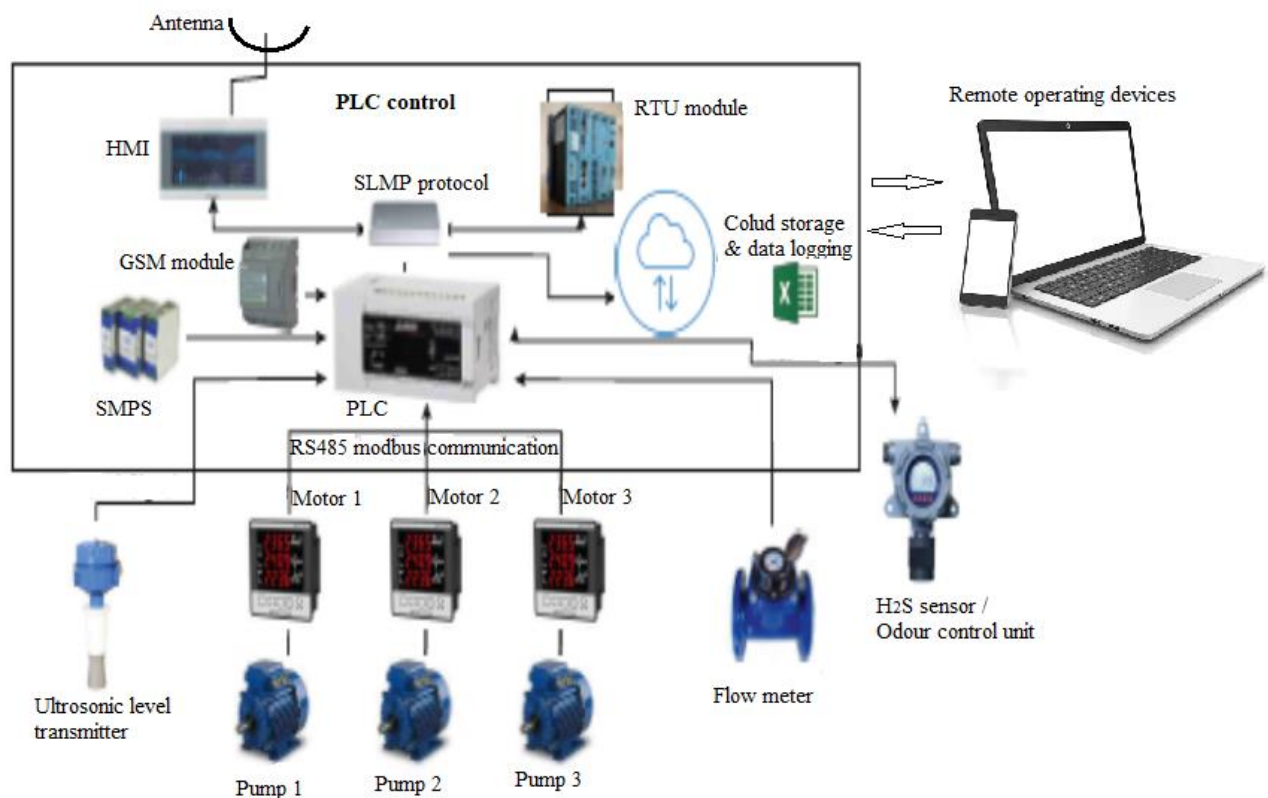 Antenna
PLC control
RTU module
Remote operating devices
HMI
SLMP protocol
Colud storage
& data logging
GSM module
X
SMPS
PLC
RS485 modbus communication
Motor 1
Motor 2
Motor 3
H2S sensor /
Odour control unit
Ultrosonic level
transmitter
Flow meter
Pump 1
Pump 2
Pump 3